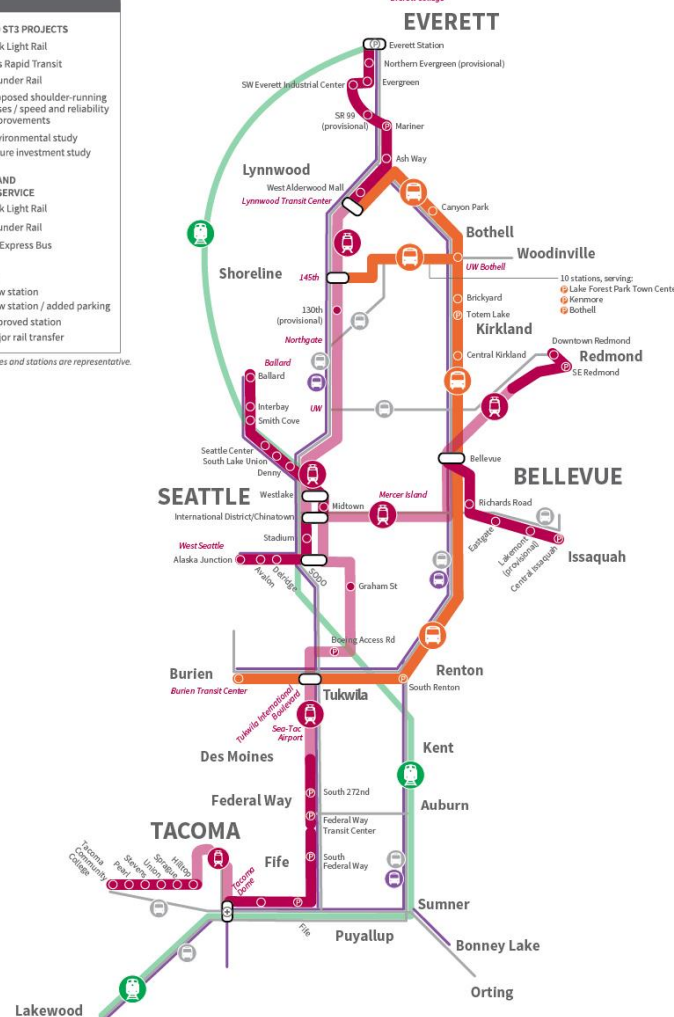 EVERETT
ST3 PROJECTS
k Light Rail
s Rapid Transit
under Rail
posed shoulder-running
ses / speed and reliability
provements
vironmental study
ure investment study
AND
SERVICE
k Light Rail
under Rail
Express Bus
w station
w station / added parking
proved station
jor rail transfer
es and stations are representative.
Everett Station
Northern Evergreen (provisional)
SW Everett Industrial Center
Evergreen
SR 99
(provisional)
Mariner
Ash Way
Lynnwood
West Alderwood Mall
Lynnwood Transit Center
Canyon Park
Bothell
Woodinville
UW Bothell
Shoreline
145th
10 stations, serving:
P Lake Forest Park Town Cente
P Kenmore
P Bothell
130th
(provisional)
Brickyard
Totem Lake
Kirkland
Northgate
Downtown Redmond
Redmond
SE Redmond
Central Kirkland
Ballard
Ballard
UW
Interbay
Smith Cove
Seattle Center
South Lake Union
Denny
Bellevue
BELLEVUE
SEATTLE
Westlake
Mercer Island
Midtown
International District/Chinatown
Richards Road
Stadium
Eastgate
Lakemont
(provisional)
Central Issaquah
Issaquah
West Seattle
Alaska Junction
Avalon
Delridge
SODO
Graham St
Boeing Access Rd
Burien
Burien Transit Center
Tukwila International
Boulevard
Tukwila
Renton
South Renton
Sea-Tac
Airport
Des Moines
Kent
South 272nd
Federal Way
Auburn
Federal Way
Transit Center
TACOMA
Tacoma
Community
College
Pearl
Stevens
Union
Sprague
Hilltop
Tacoma
Dome
Fife
South
Federal Way
Fife
Puyallup
Sumner
Bonney Lake
Orting
Lakewood